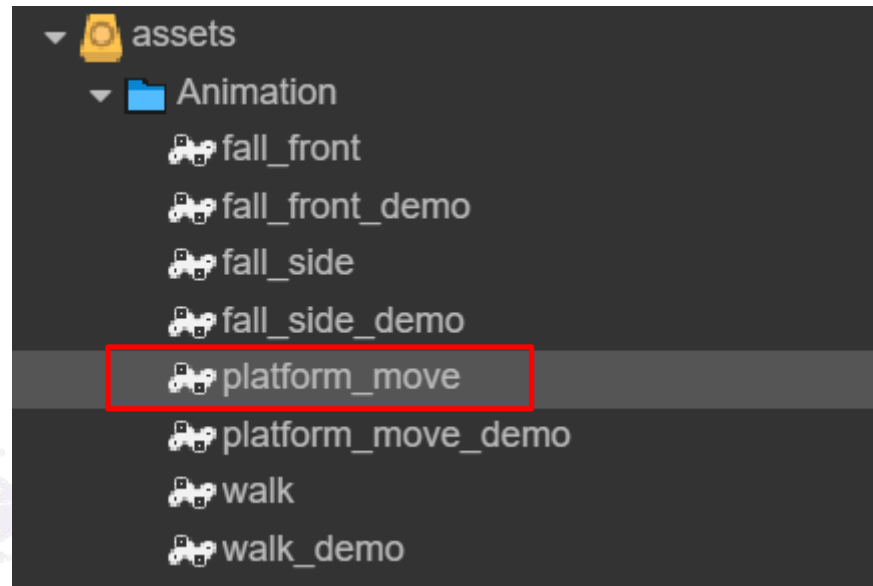 assets
Animation
fall_front
fall_front_demo
fall_side
fall_side_demo
platform_move
platform_move_demo
walk
walk_demo